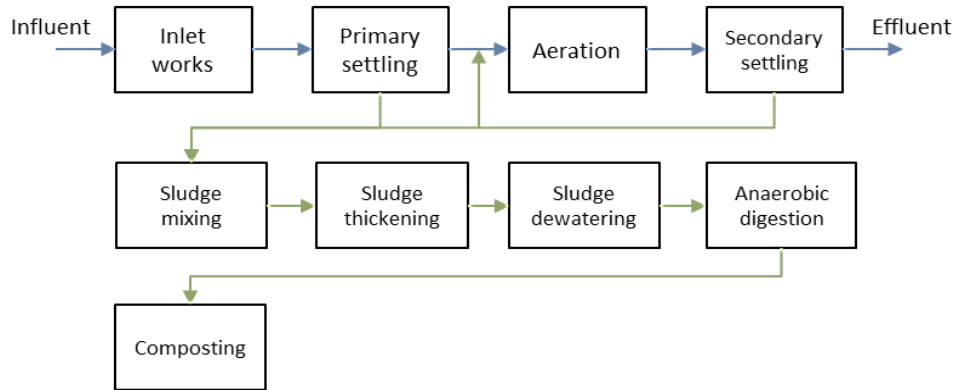 Influent
Inlet
works
Primary
settling
Aeration
Secondary
settling
Effluent
Sludge
mixing
Sludge
thickening
Sludge
dewatering
Anaerobic
digestion
Composting